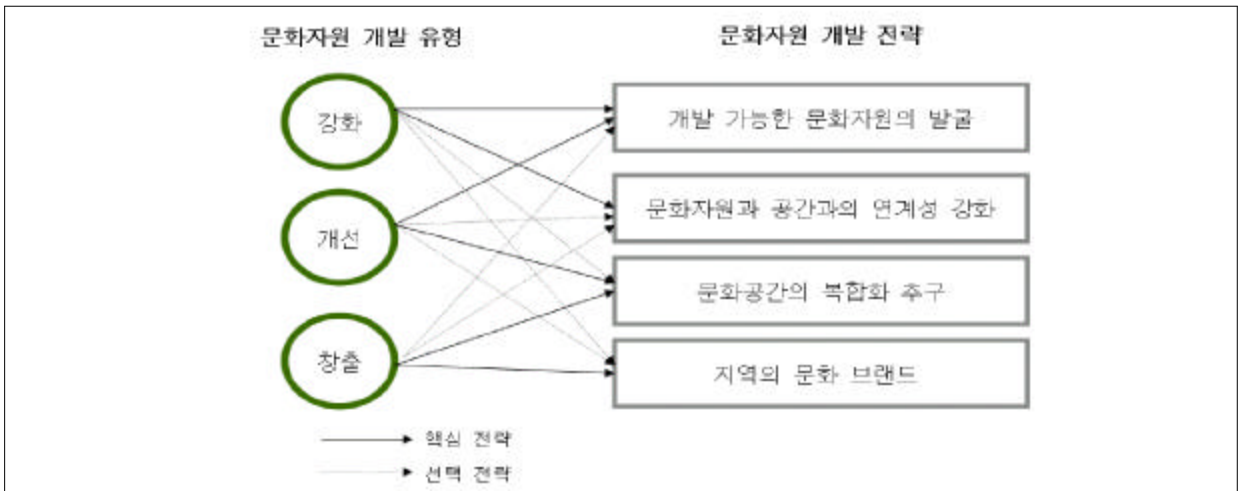 문화자원 개발 유형
문화자원 개발 전략
강화
개발 가능한 문화자원의 발굴
문화자원과 공간과의 연계성 강화
개선
문화공간의 복합화 추구
창출
지역의 문화 브랜드
핵심 전략
선택 전략